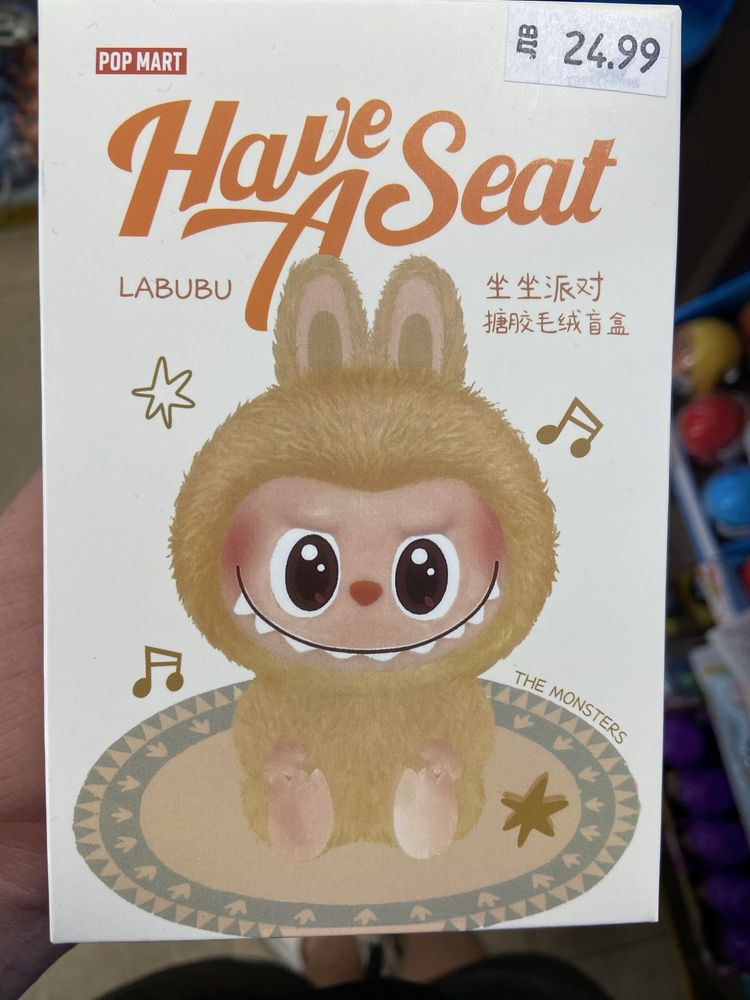 POP MART
ЛВ 24.99
Have
A Seat
LABUBU
坐坐派对
搪胶毛绒盲盒
THE MONSTERS